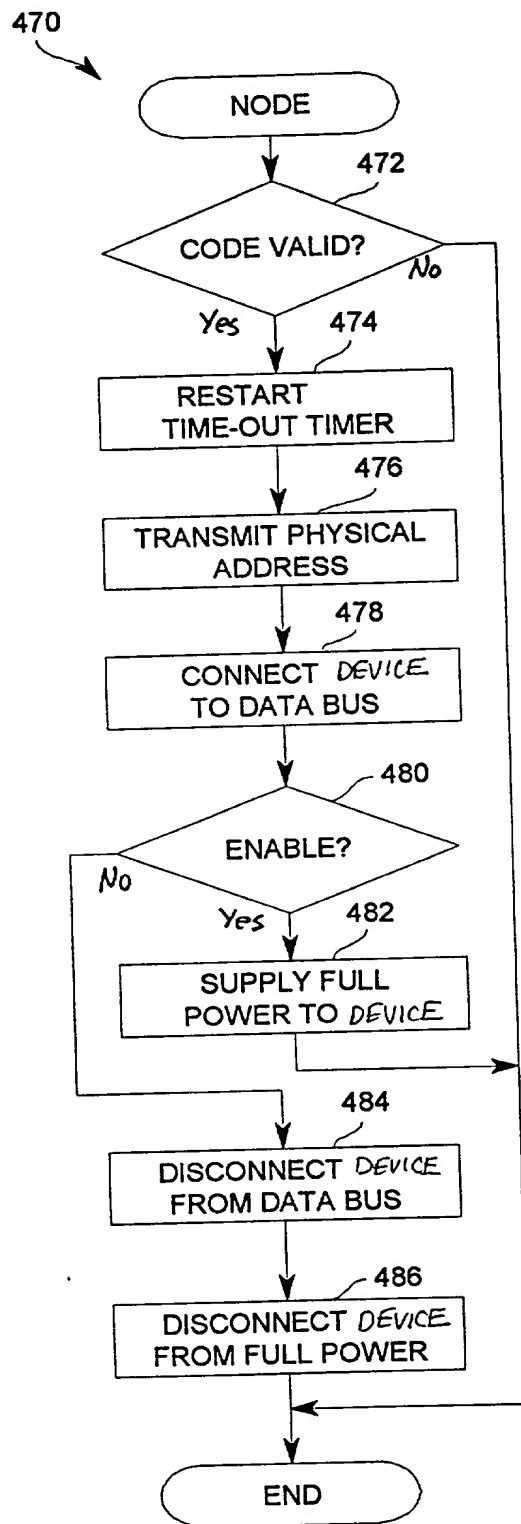 470
NODE
472
CODE VALID?
No
Yes
474
RESTART
TIME-OUT TIMER
476
TRANSMIT PHYSICAL
ADDRESS
478
CONNECT DEVICE
TO DATA BUS
480
ENABLE?
No
Yes
482
SUPPLY FULL
POWER TO DEVICE
484
DISCONNECT DEVICE
FROM DATA BUS
486
DISCONNECT DEVICE
FROM FULL POWER
END